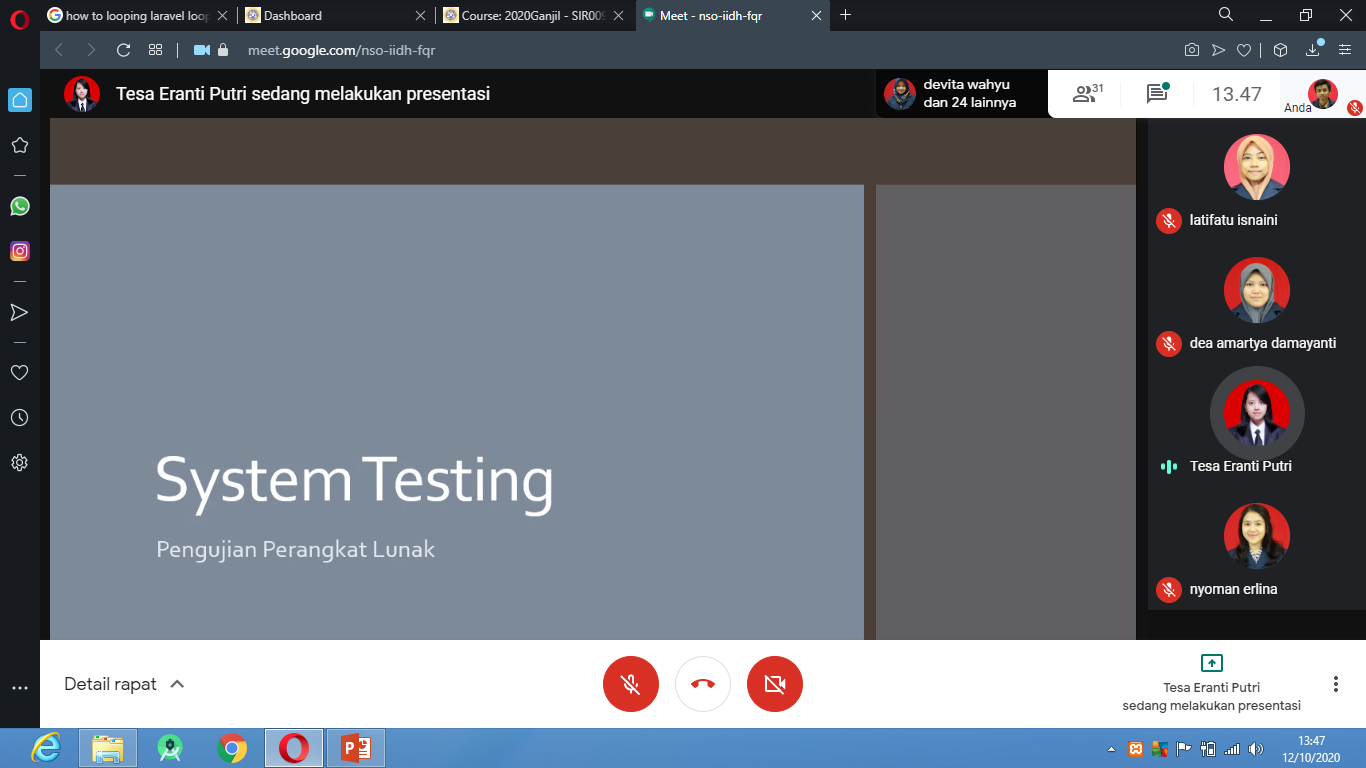 how to looping laravel loop
Dashboard
Course: 2020Ganjil - SIR009
Meet - nso-iidh-fqr
meet.google.com/nso-iidh-fqr
Tesa Eranti Putri sedang melakukan presentasi
devita wahyu
dan 24 lainnya
31
13.47
Anda
latifatu isnaini
dea amartya damayanti
Tesa Eranti Putri
nyoman erlina
System Testing
Pengujian Perangkat Lunak
Detail rapat
Tesa Eranti Putri
sedang melakukan presentasi
13:47
12/10/2020